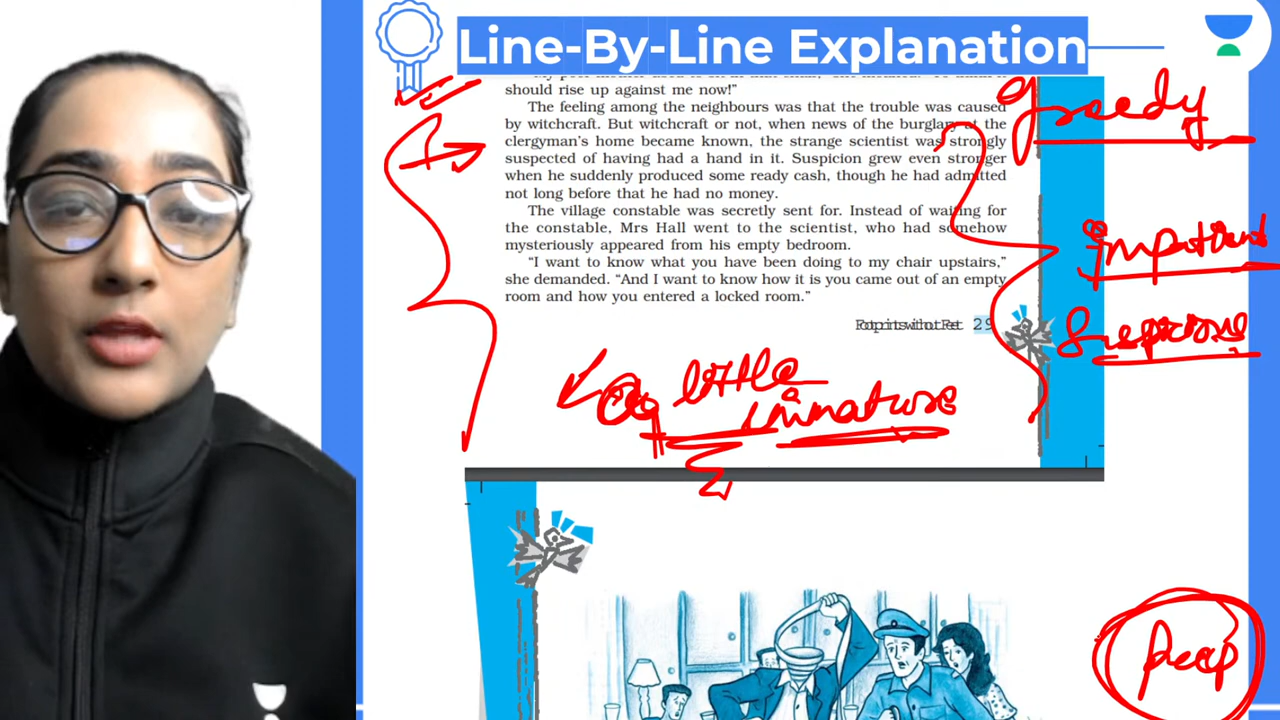 Line-By-Line Explanation
should rise up against me now!"
The feeling among the neighbours was that the trouble was caused
by witchcraft. But witchcraft or not, when news of the burglary at the
clergyman's home became known, the strange scientist was strongly
suspected of having had a hand in it. Suspicion grew even stronger
when he suddenly produced some ready cash, though he had admitted
not long before that he had no money.
The village constable was secretly sent for. Instead of waiting for
the constable, Mrs Hall went to the scientist, who had somehow
mysteriously appeared from his empty bedroom.
"I want to know what you have been doing to my chair upstairs,"
she demanded. "And I want to know how it is you came out of an empty
room and how you entered a locked room."
29
Greedy
impatient
little
immature